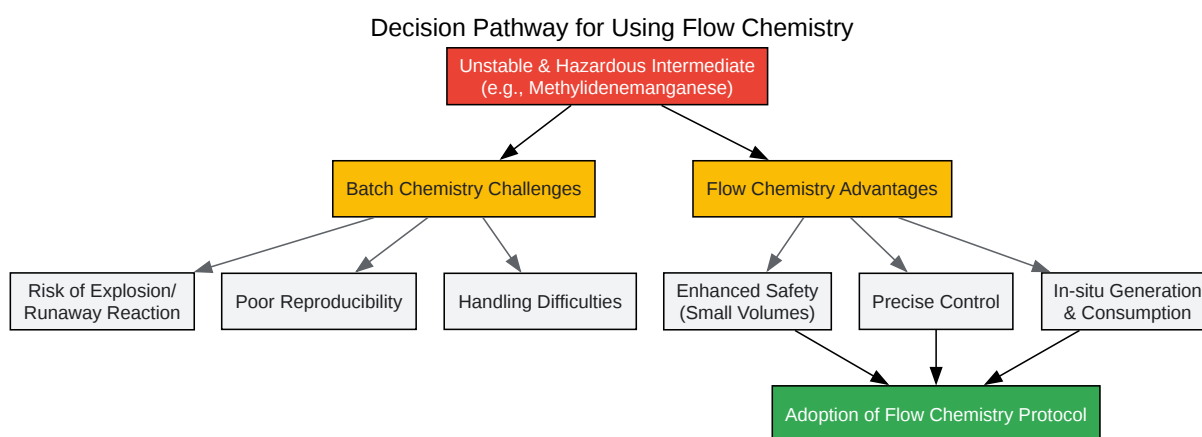 Decision Pathway for Using Flow Chemistry
Unstable & Hazardous Intermediate
(e.g., Methylidenemanganese)
Batch Chemistry Challenges
Flow Chemistry Advantages
Risk of Explosion/
Runaway Reaction
Poor Reproducibility
Handling Difficulties
Enhanced Safety
(Small Volumes)
Precise Control
In-situ Generation
& Consumption
Adoption of Flow Chemistry Protocol